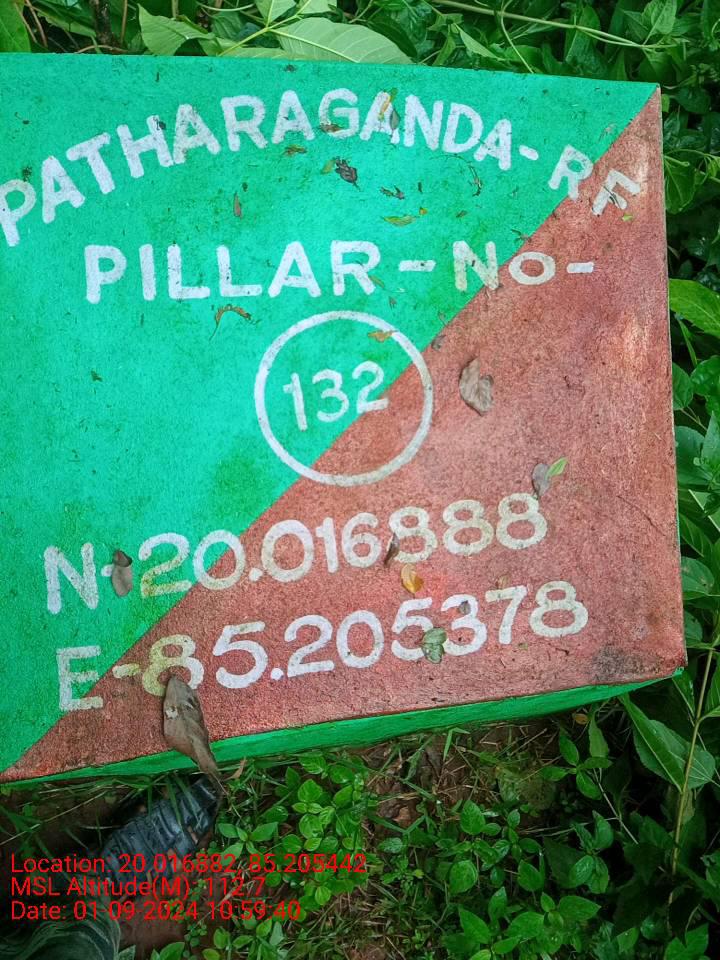 PATHARAGANDA-RF
PILLAR-No-
132
N-20.016888
E-85.205378
Location: 20.016882, 85.205442
MSL Altitude(M): 112.7
Date: 01-09-2024 10:59:40